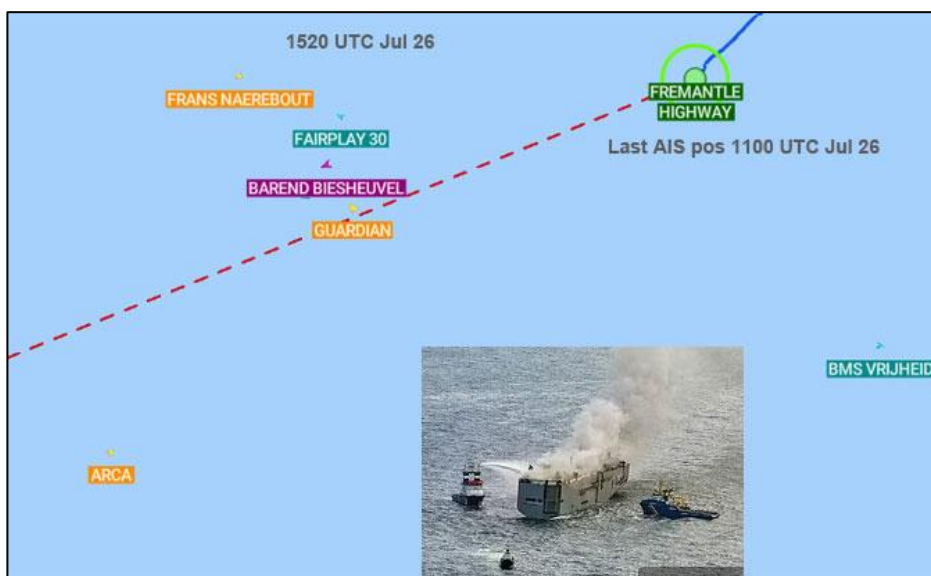 1520 UTC Jul 26
FRANS NAEREBOUT
FAIRPLAY 30
FREMANTLE
HIGHWAY
Last AIS pos 1100 UTC Jul 26
BAREND BIESHEUVEL
GUARDIAN
BMS VRIJHEID
ARCA